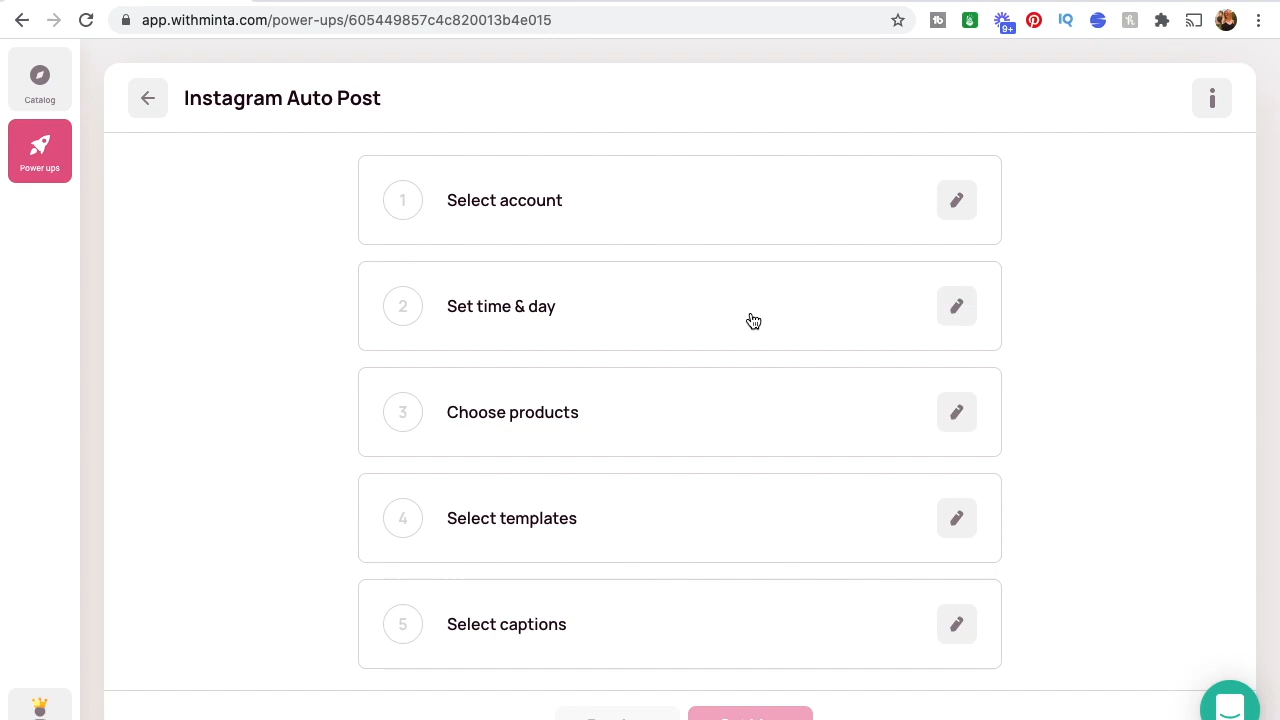 app.withminta.com/power-ups/605449857c4c820013b4e015
9+
Catalog
Power ups
Instagram Auto Post
1 Select account
2 Set time & day
3 Choose products
4 Select templates
5 Select captions